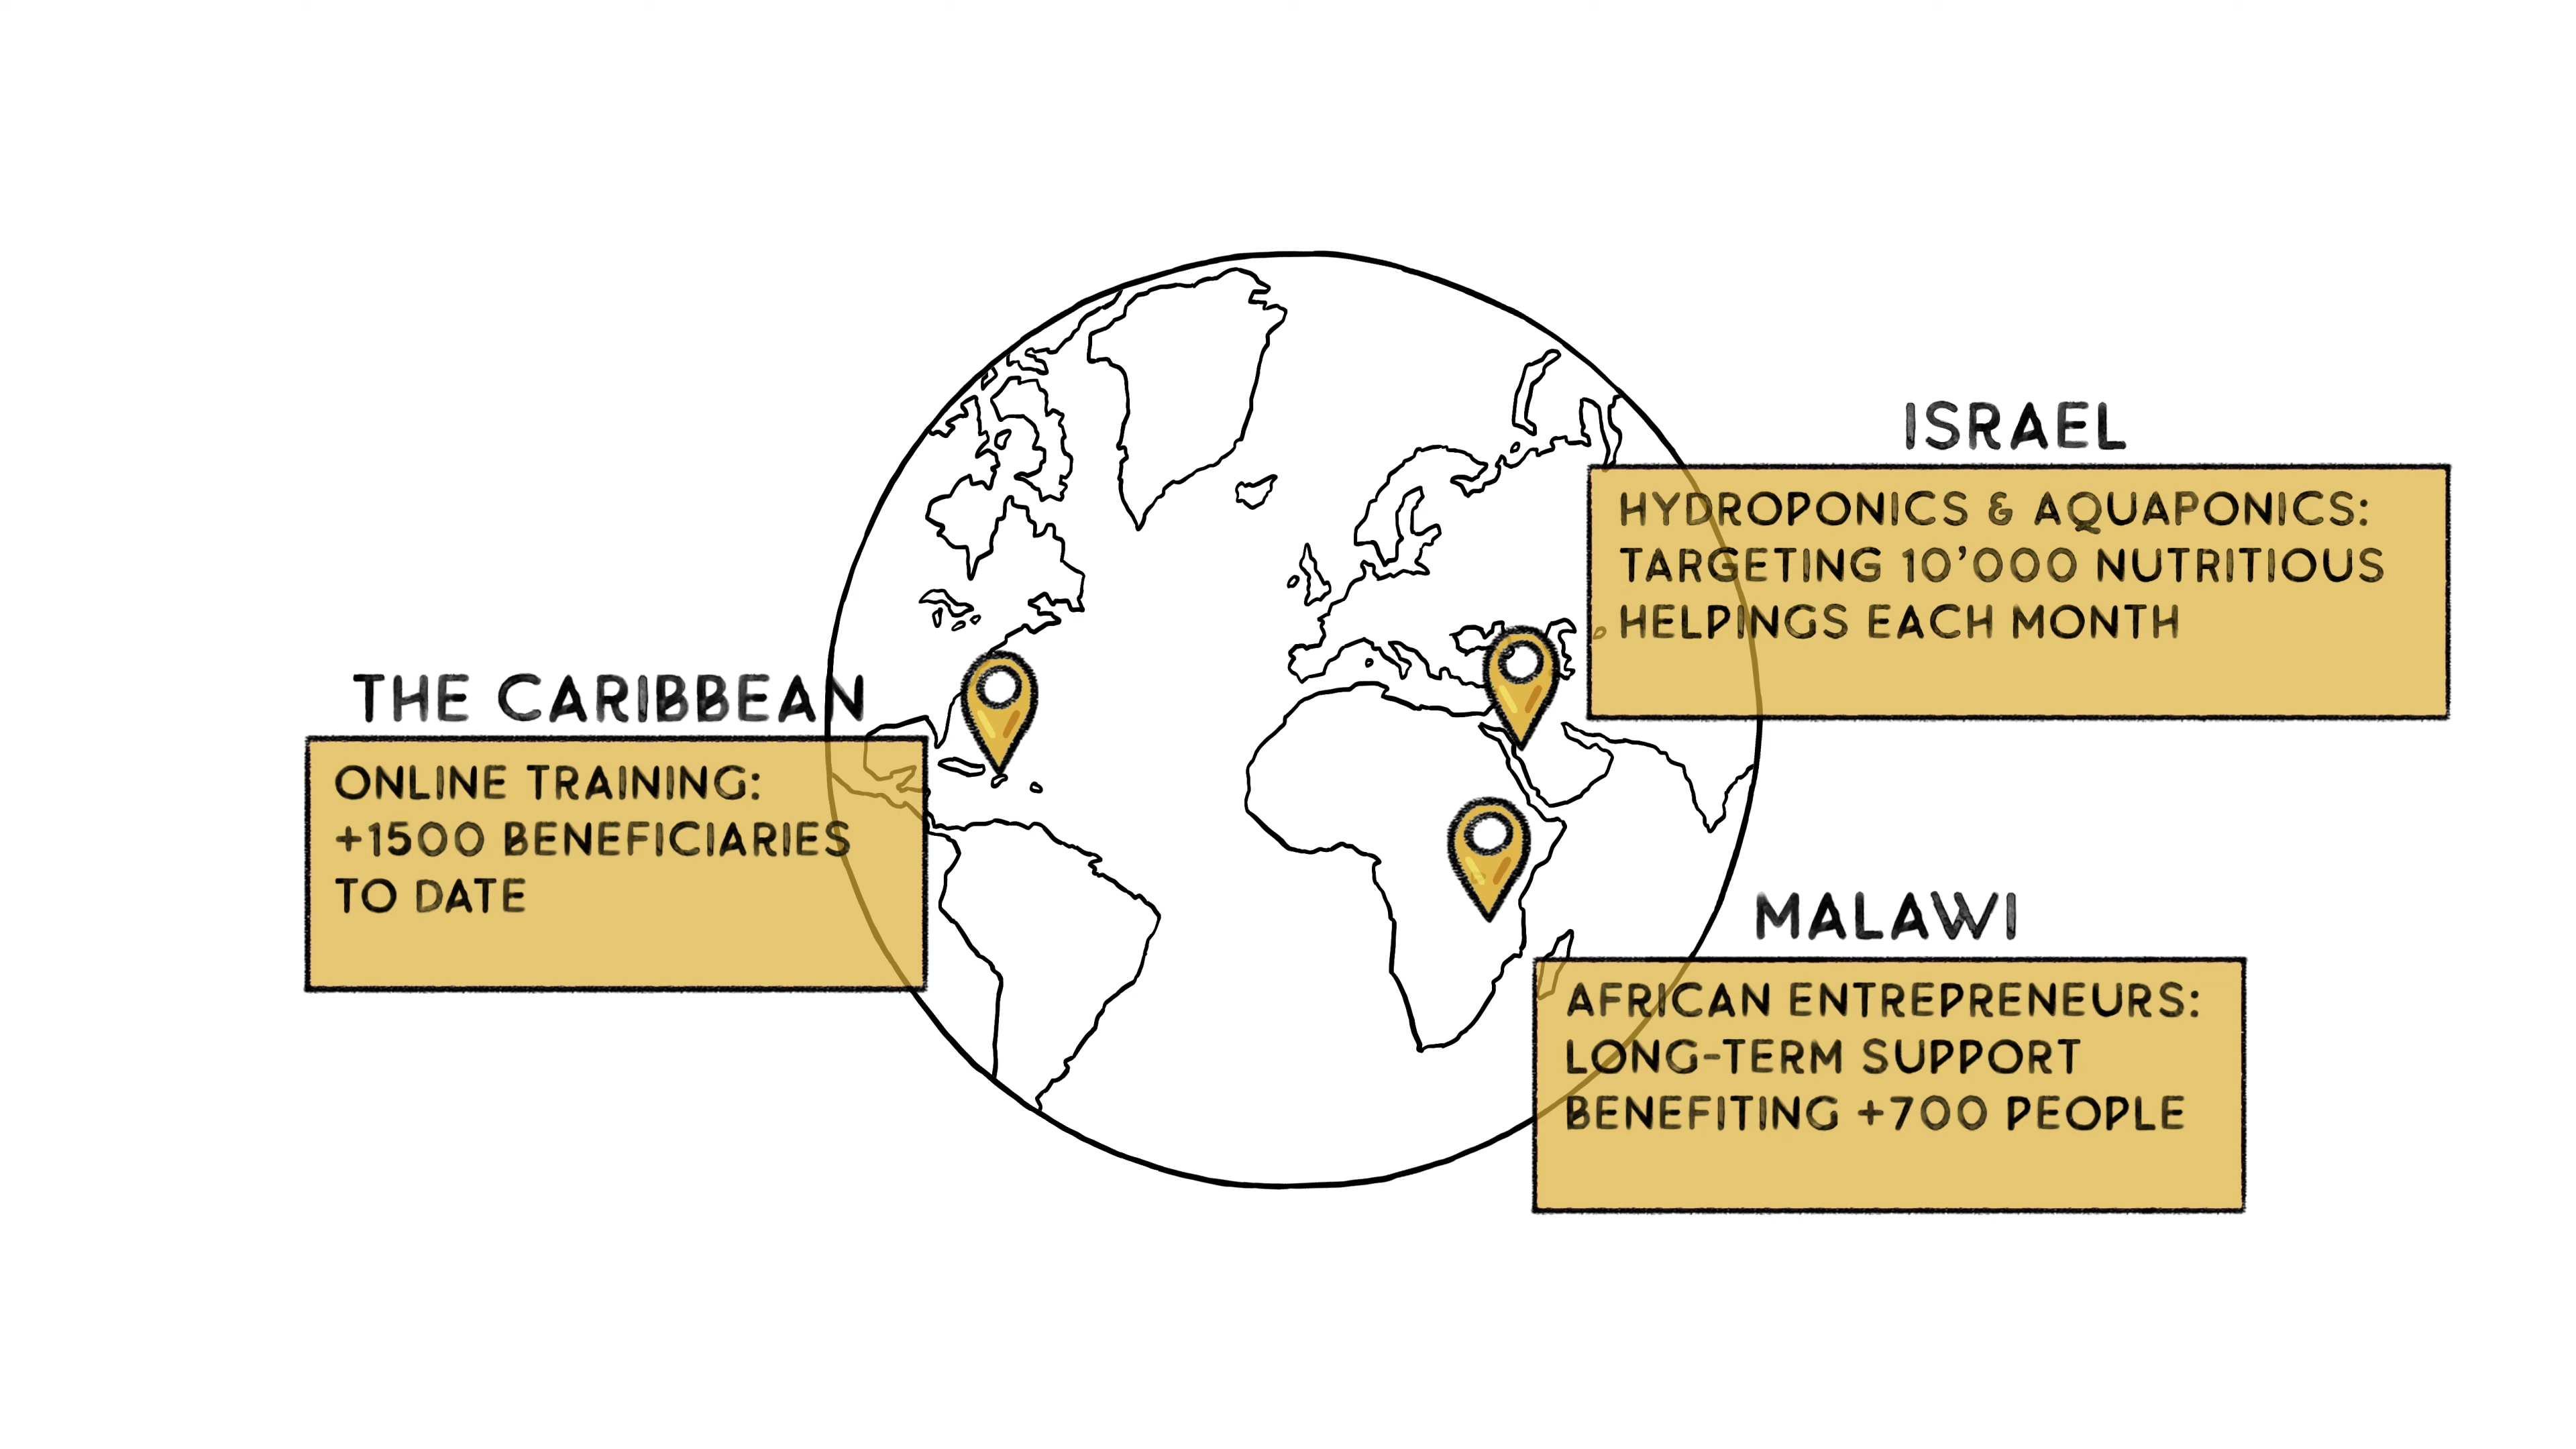 ISRAEL
HYDROPONICS & AQUAPONICS:
TARGETING 10’000 NUTRITIOUS
HELPINGS EACH MONTH
THE CARIBBEAN
ONLINE TRAINING:
+1500 BENEFICIARIES
TO DATE
MALAWI
AFRICAN ENTREPRENEURS:
LONG-TERM SUPPORT
BENEFITING +700 PEOPLE